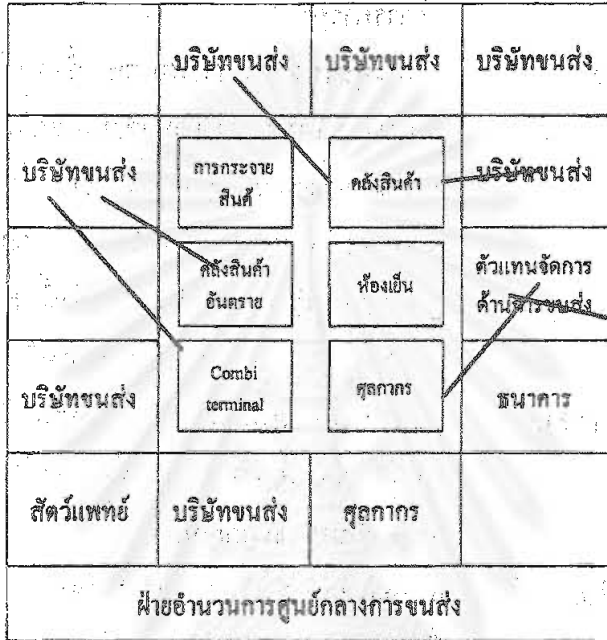 บริษัทขนส่ง บริษัทขนส่ง บริษัทขนส่ง
บริษัทขนส่ง การกระจาย คลังสินค้า บริษัทขนส่ง
สินค้
คลังสินค้า ห้องเย็น ตัวแทนจัดการ
อันตราย ด้านการขนส่ง
บริษัทขนส่ง Combi ศุลกากร ธนาคาร
terminal
สัตว์แพทย์ บริษัทขนส่ง ศุลกากร
ฝ่ายอำนวนการศูนย์กลางการขนส่ง